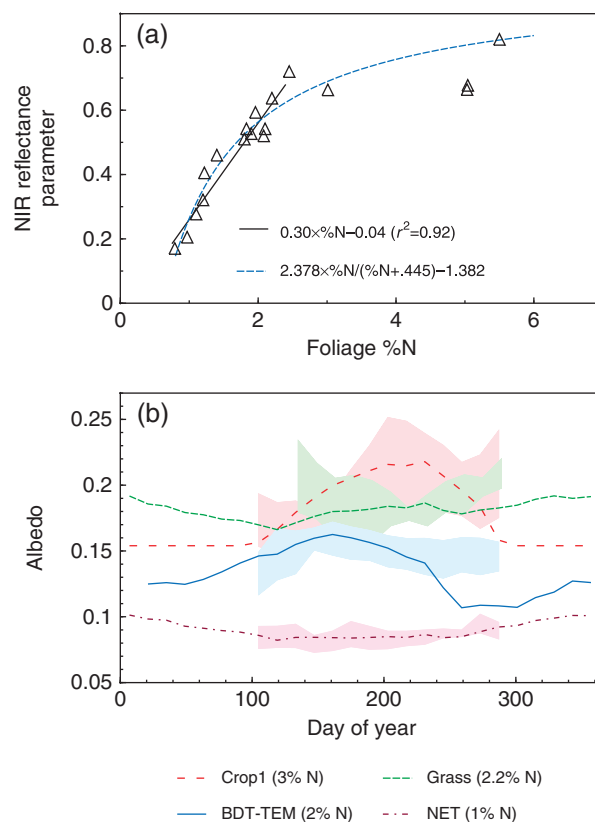 (a)
0.8
0.6
0.4
0.2
0
NIR reflectance
parameter
0.30×%N–0.04 (r²=0.92)
2.378×%N/(%N+.445)–1.382
0 2 4 6
Foliage %N
(b)
0.25
0.2
0.15
0.1
0.05
Albedo
0 100 200 300
Day of year
Crop1 (3% N) Grass (2.2% N)
BDT-TEM (2% N) NET (1% N)